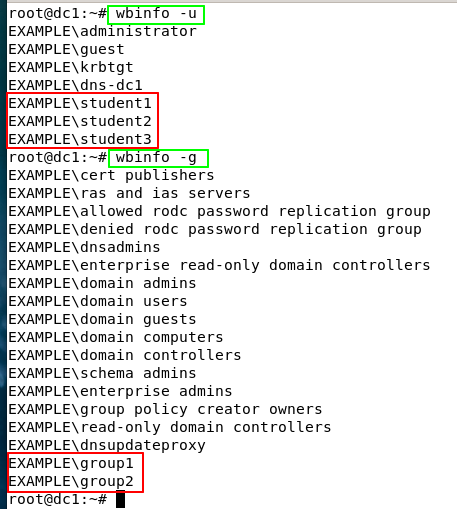 root@dc1:~# wbinfo -u
EXAMPLE\administrator
EXAMPLE\guest
EXAMPLE\krbtgt
EXAMPLE\dns-dc1
EXAMPLE\student1
EXAMPLE\student2
EXAMPLE\student3
root@dc1:~# wbinfo -g
EXAMPLE\cert publishers
EXAMPLE\ras and ias servers
EXAMPLE\allowed rodc password replication group
EXAMPLE\denied rodc password replication group
EXAMPLE\dnsadmins
EXAMPLE\enterprise read-only domain controllers
EXAMPLE\domain admins
EXAMPLE\domain users
EXAMPLE\domain guests
EXAMPLE\domain computers
EXAMPLE\domain controllers
EXAMPLE\schema admins
EXAMPLE\enterprise admins
EXAMPLE\group policy creator owners
EXAMPLE\read-only domain controllers
EXAMPLE\dnsupdateproxy
EXAMPLE\group1
EXAMPLE\group2
root@dc1:~#